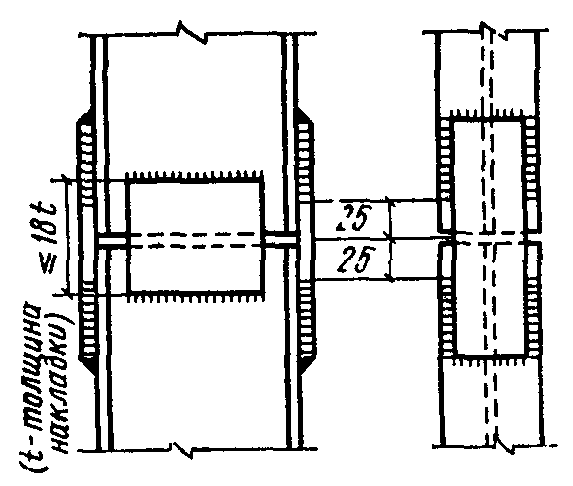 ≤ 18t
(t - толщина
накладки)
25
25